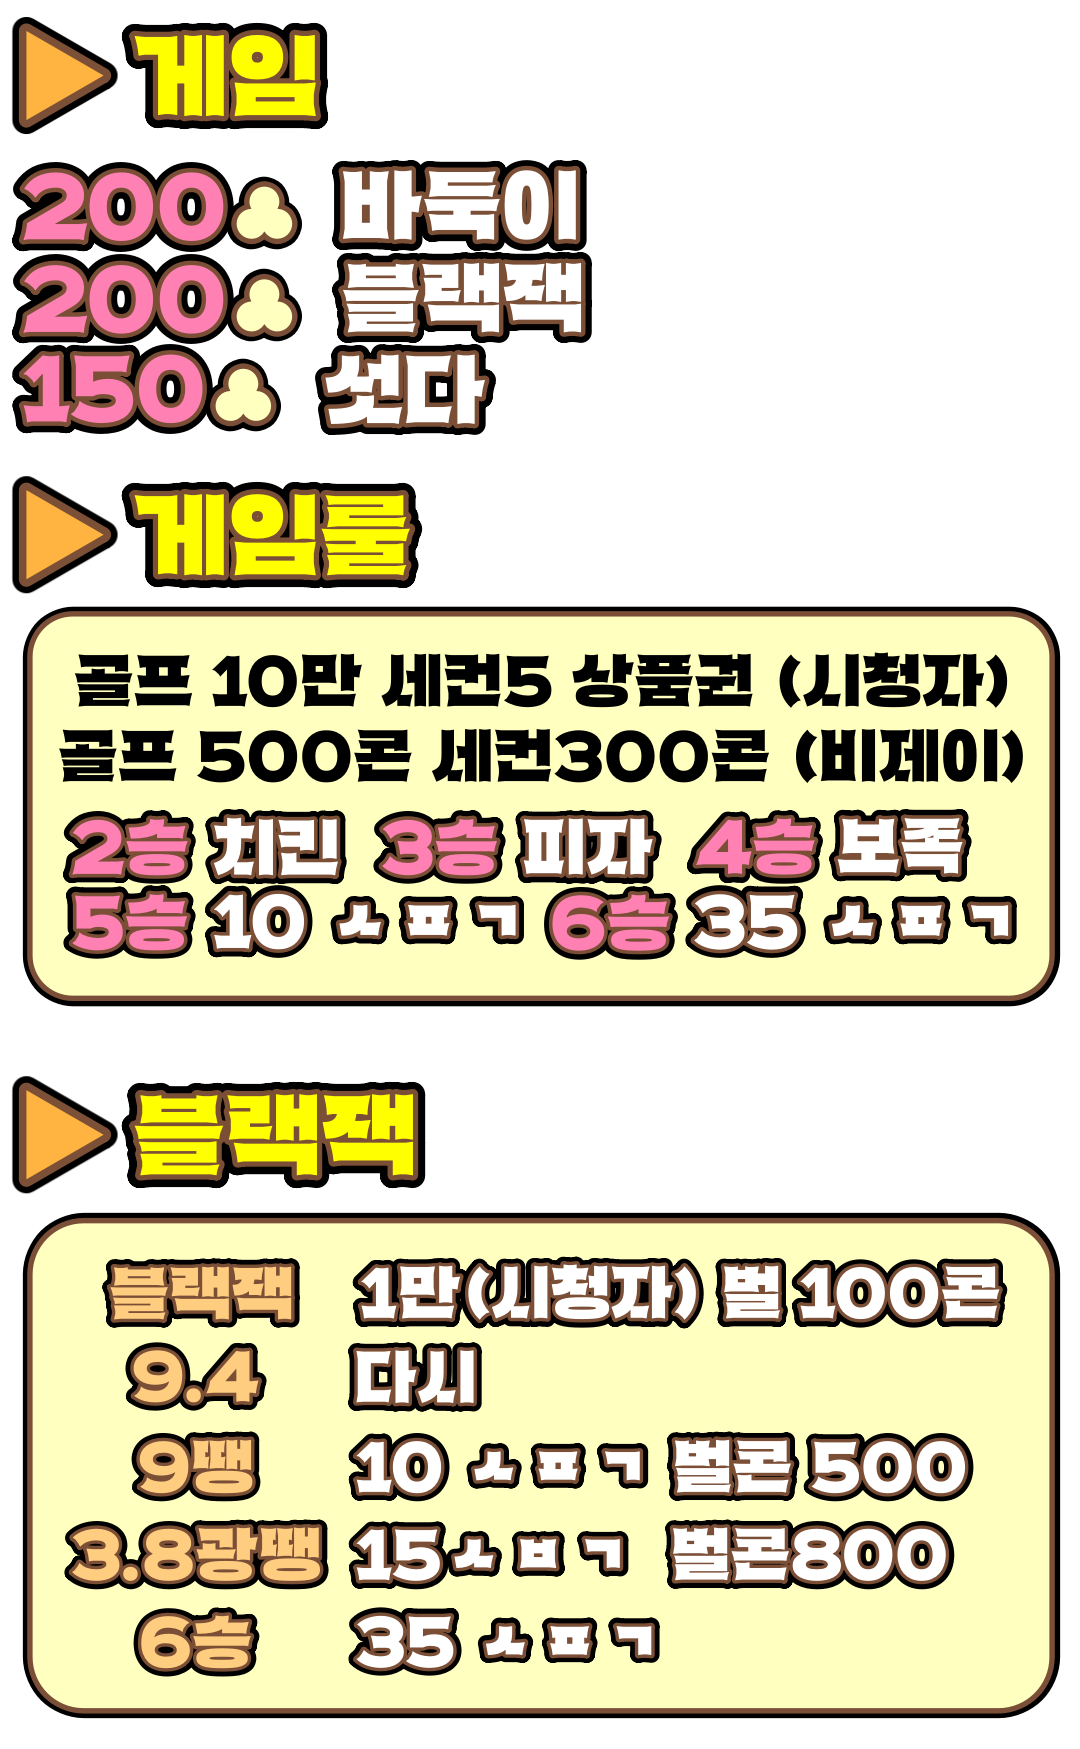 게임
200 바둑이
200 블랙잭
150 섯다
게임룰
골프 10만 세컨5 상품권 (시청자)
골프 500콘 세컨300콘 (비제이)
2승 치킨 3승 피자 4승 보족
5승 10 ㅅ ㅍ ㄱ 6승 35 ㅅ ㅍ ㄱ
블랙잭
블랙잭 1만(시청자) 벌 100콘
9.4 다시
9땡 10 ㅅ ㅍ ㄱ 벌콘 500
3.8광땡 15ㅅ ㅂ ㄱ 벌콘800
6승 35 ㅅ ㅍ ㄱ